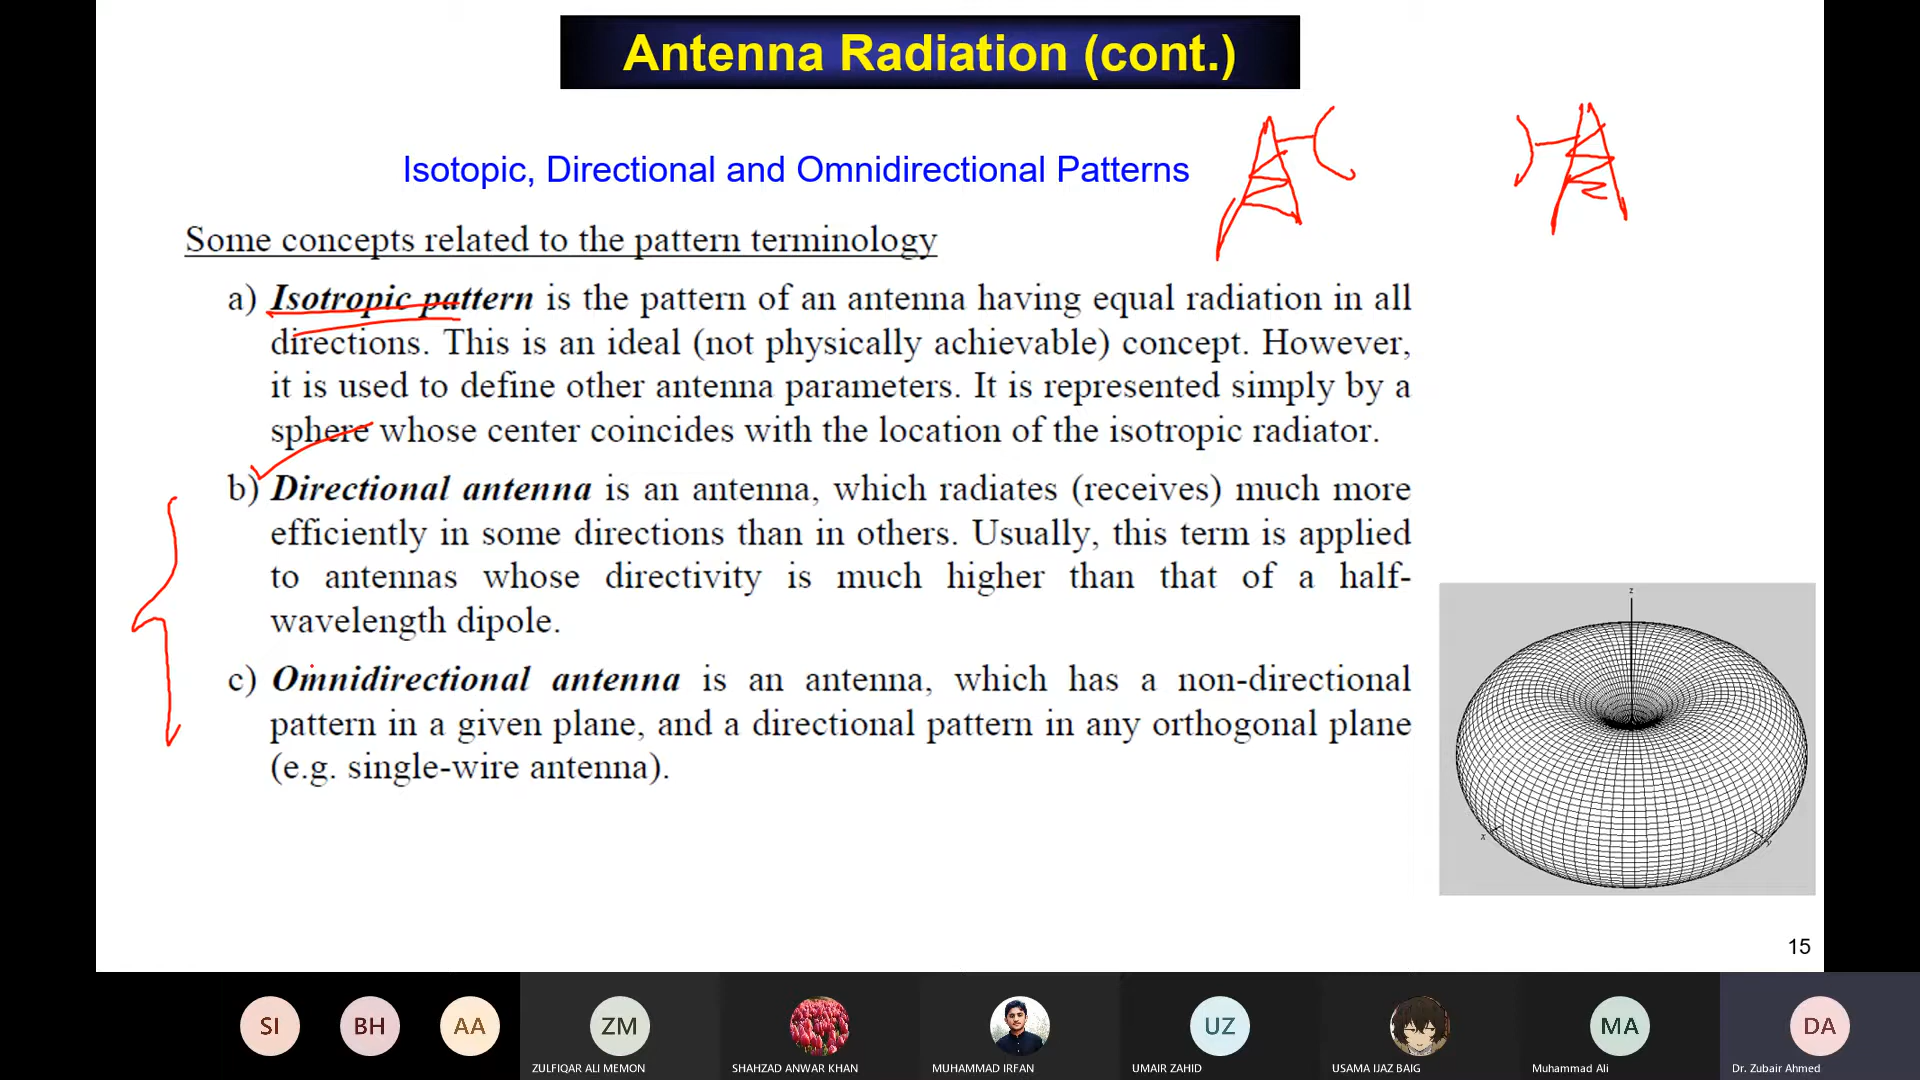 Antenna Radiation (cont.)
Isotopic, Directional and Omnidirectional Patterns
Some concepts related to the pattern terminology
a) Isotropic pattern is the pattern of an antenna having equal radiation in all
directions. This is an ideal (not physically achievable) concept. However,
it is used to define other antenna parameters. It is represented simply by a
sphere whose center coincides with the location of the isotropic radiator.
b) Directional antenna is an antenna, which radiates (receives) much more
efficiently in some directions than in others. Usually, this term is applied
to antennas whose directivity is much higher than that of a half-
wavelength dipole.
c) Omnidirectional antenna is an antenna, which has a non-directional
pattern in a given plane, and a directional pattern in any orthogonal plane
(e.g. single-wire antenna).
z
x
y
15
SI
BH
AA
ZM
UZ
MA
DA
ZULFIQAR ALI MEMON
SHAHZAD ANWAR KHAN
MUHAMMAD IRFAN
UMAIR ZAHID
USAMA IJAZ BAIG
Muhammad Ali
Dr. Zubair Ahmed